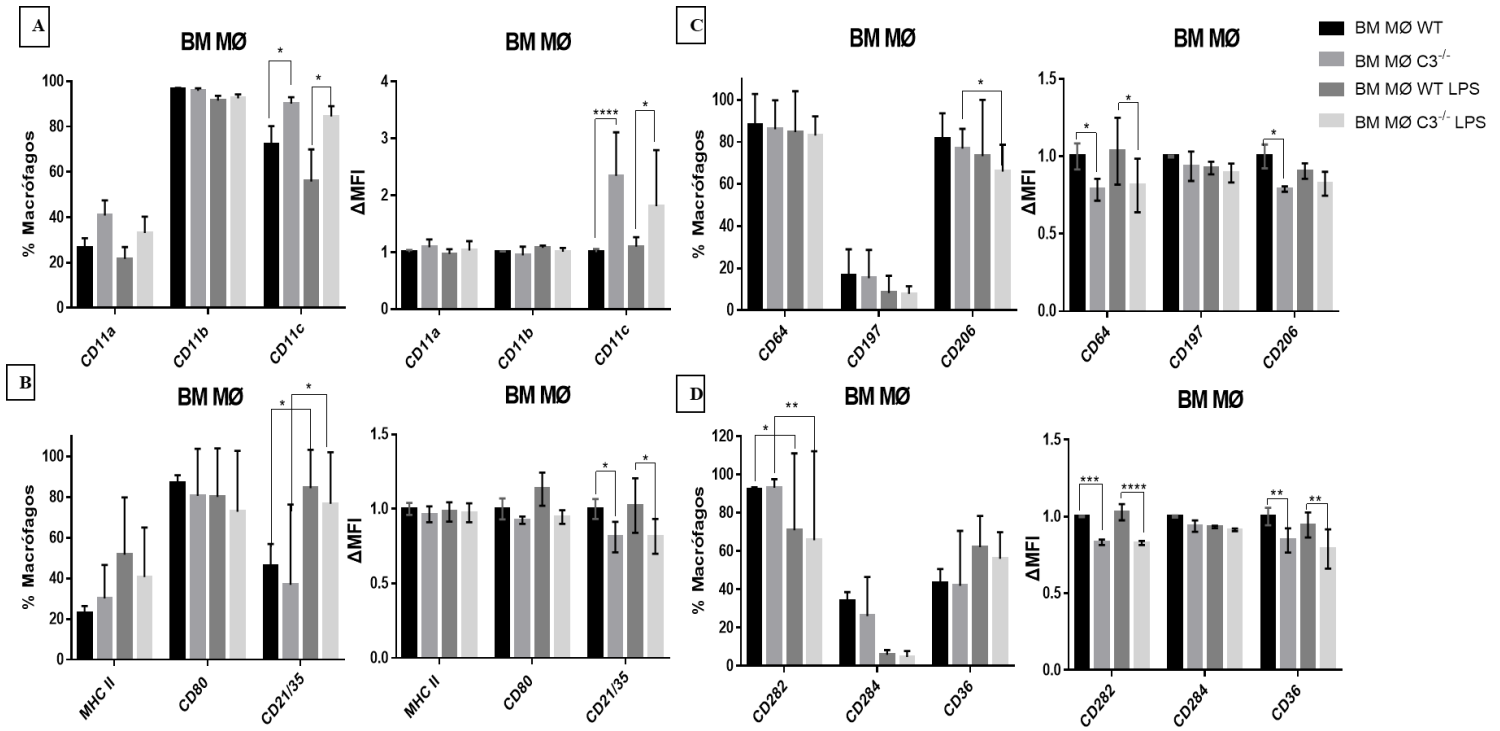 A
BM MØ
% Macrófagos
100
80
60
40
20
0
*
*
CD11a
CD11b
CD11c
BM MØ
ΔMFI
4
3
2
1
0
****
*
CD11a
CD11b
CD11c
C
BM MØ
% Macrófagos
100
80
60
40
20
0
*
CD64
CD197
CD206
BM MØ
ΔMFI
1.5
1.0
0.5
0.0
*
*
*
CD64
CD197
CD206
BM MØ WT
BM MØ C3-/-
BM MØ WT LPS
BM MØ C3-/- LPS
B
BM MØ
% Macrófagos
100
80
60
40
20
0
*
*
MHC II
CD80
CD21/35
BM MØ
ΔMFI
1.5
1.0
0.5
0.0
*
*
MHC II
CD80
CD21/35
D
BM MØ
% Macrófagos
120
100
80
60
40
20
0
*
**
CD282
CD284
CD36
BM MØ
ΔMFI
1.5
1.0
0.5
0.0
***
****
**
**
CD282
CD284
CD36